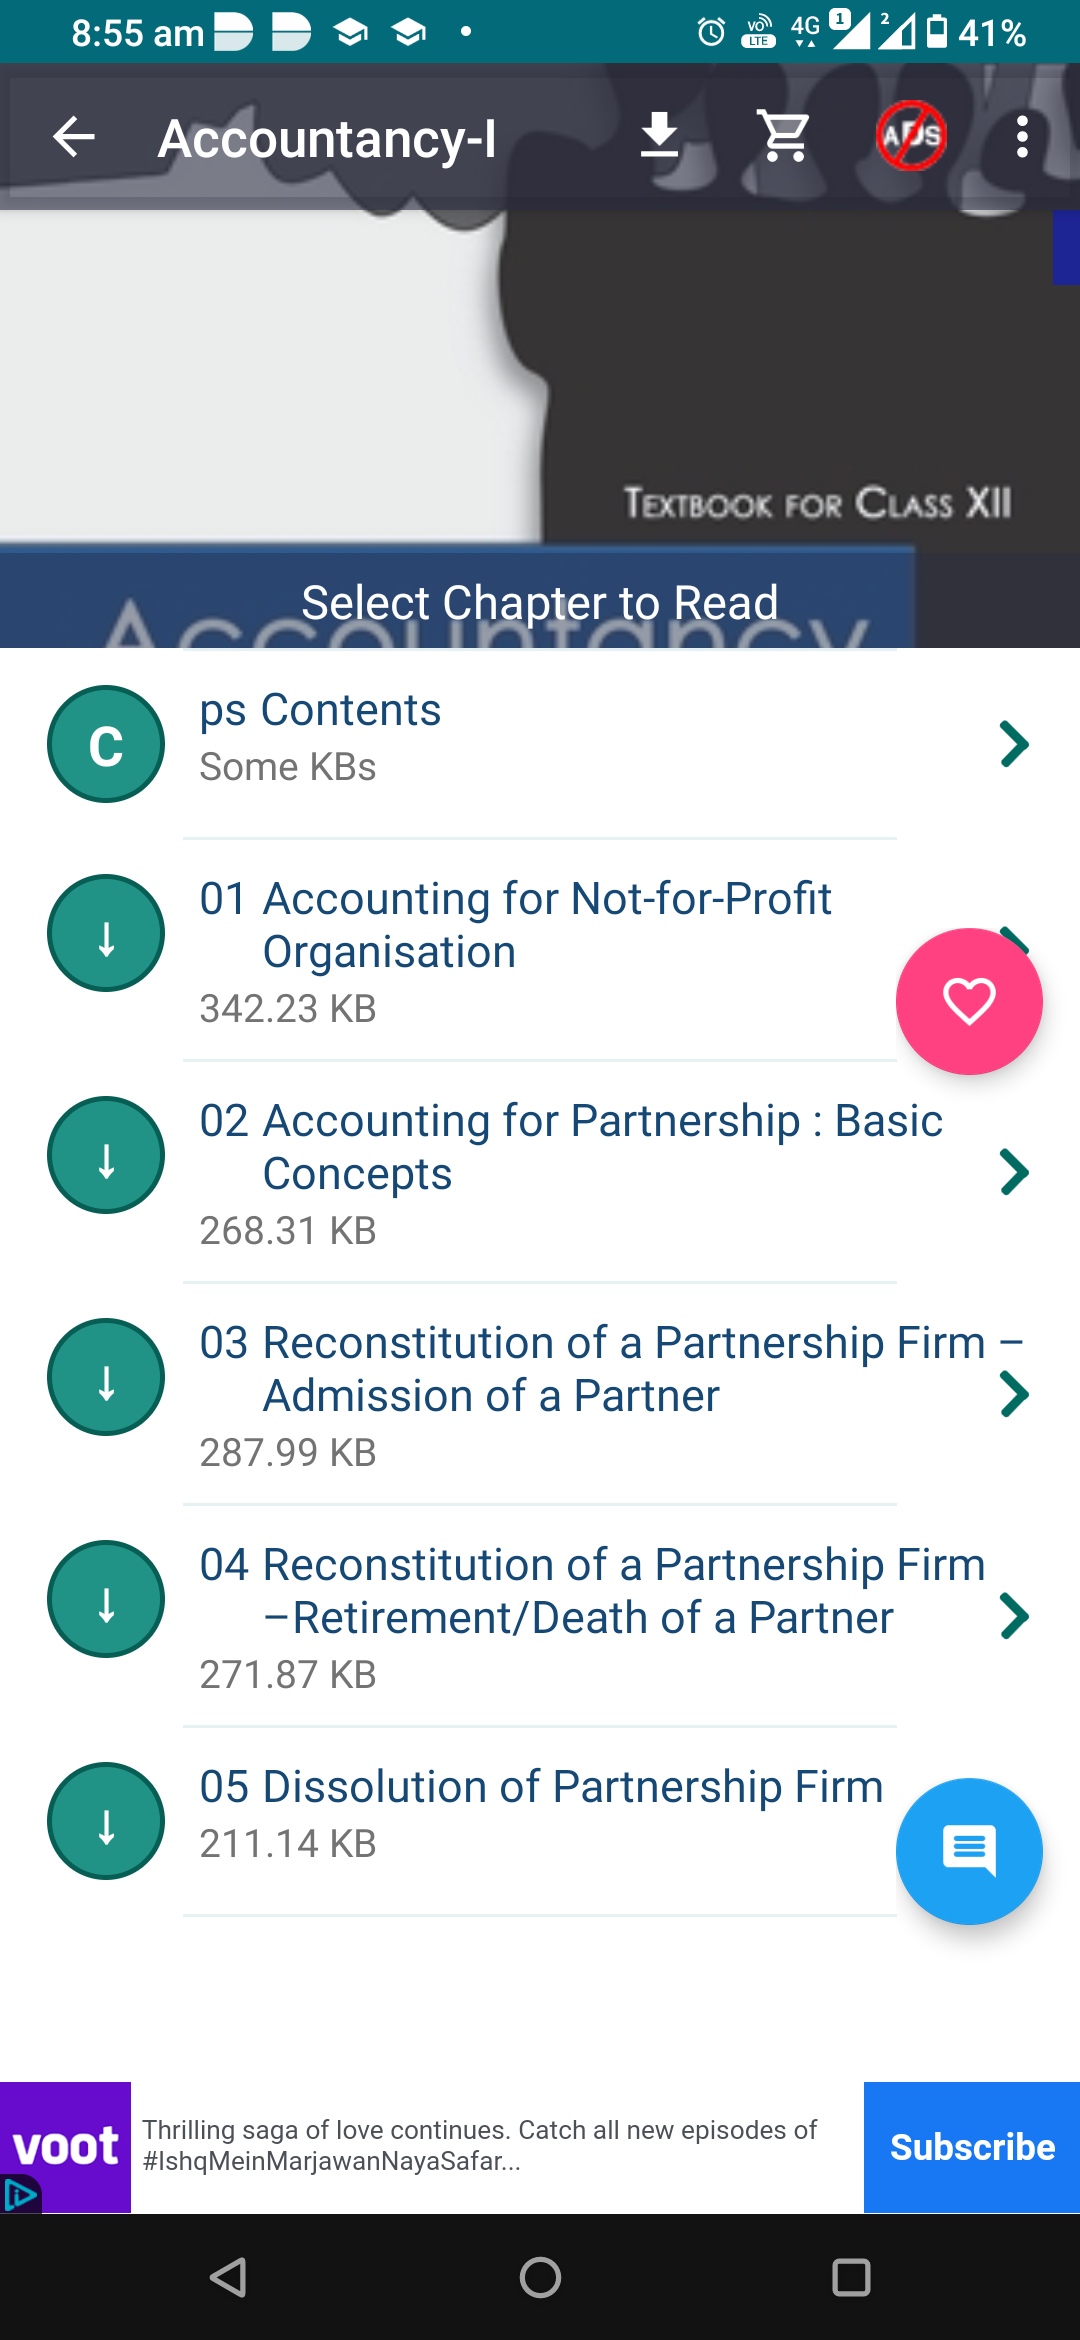 8:55 am
VO LTE 4G 1 2 41%
Accountancy-I
ADS
TEXTBOOK FOR CLASS XII
Accountancy
Select Chapter to Read
C
ps Contents
Some KBs
01 Accounting for Not-for-Profit
Organisation
342.23 KB
02 Accounting for Partnership : Basic
Concepts
268.31 KB
03 Reconstitution of a Partnership Firm –
Admission of a Partner
287.99 KB
04 Reconstitution of a Partnership Firm
–Retirement/Death of a Partner
271.87 KB
05 Dissolution of Partnership Firm
211.14 KB
voot
Thrilling saga of love continues. Catch all new episodes of
#IshqMeinMarjawanNayaSafar...
Subscribe